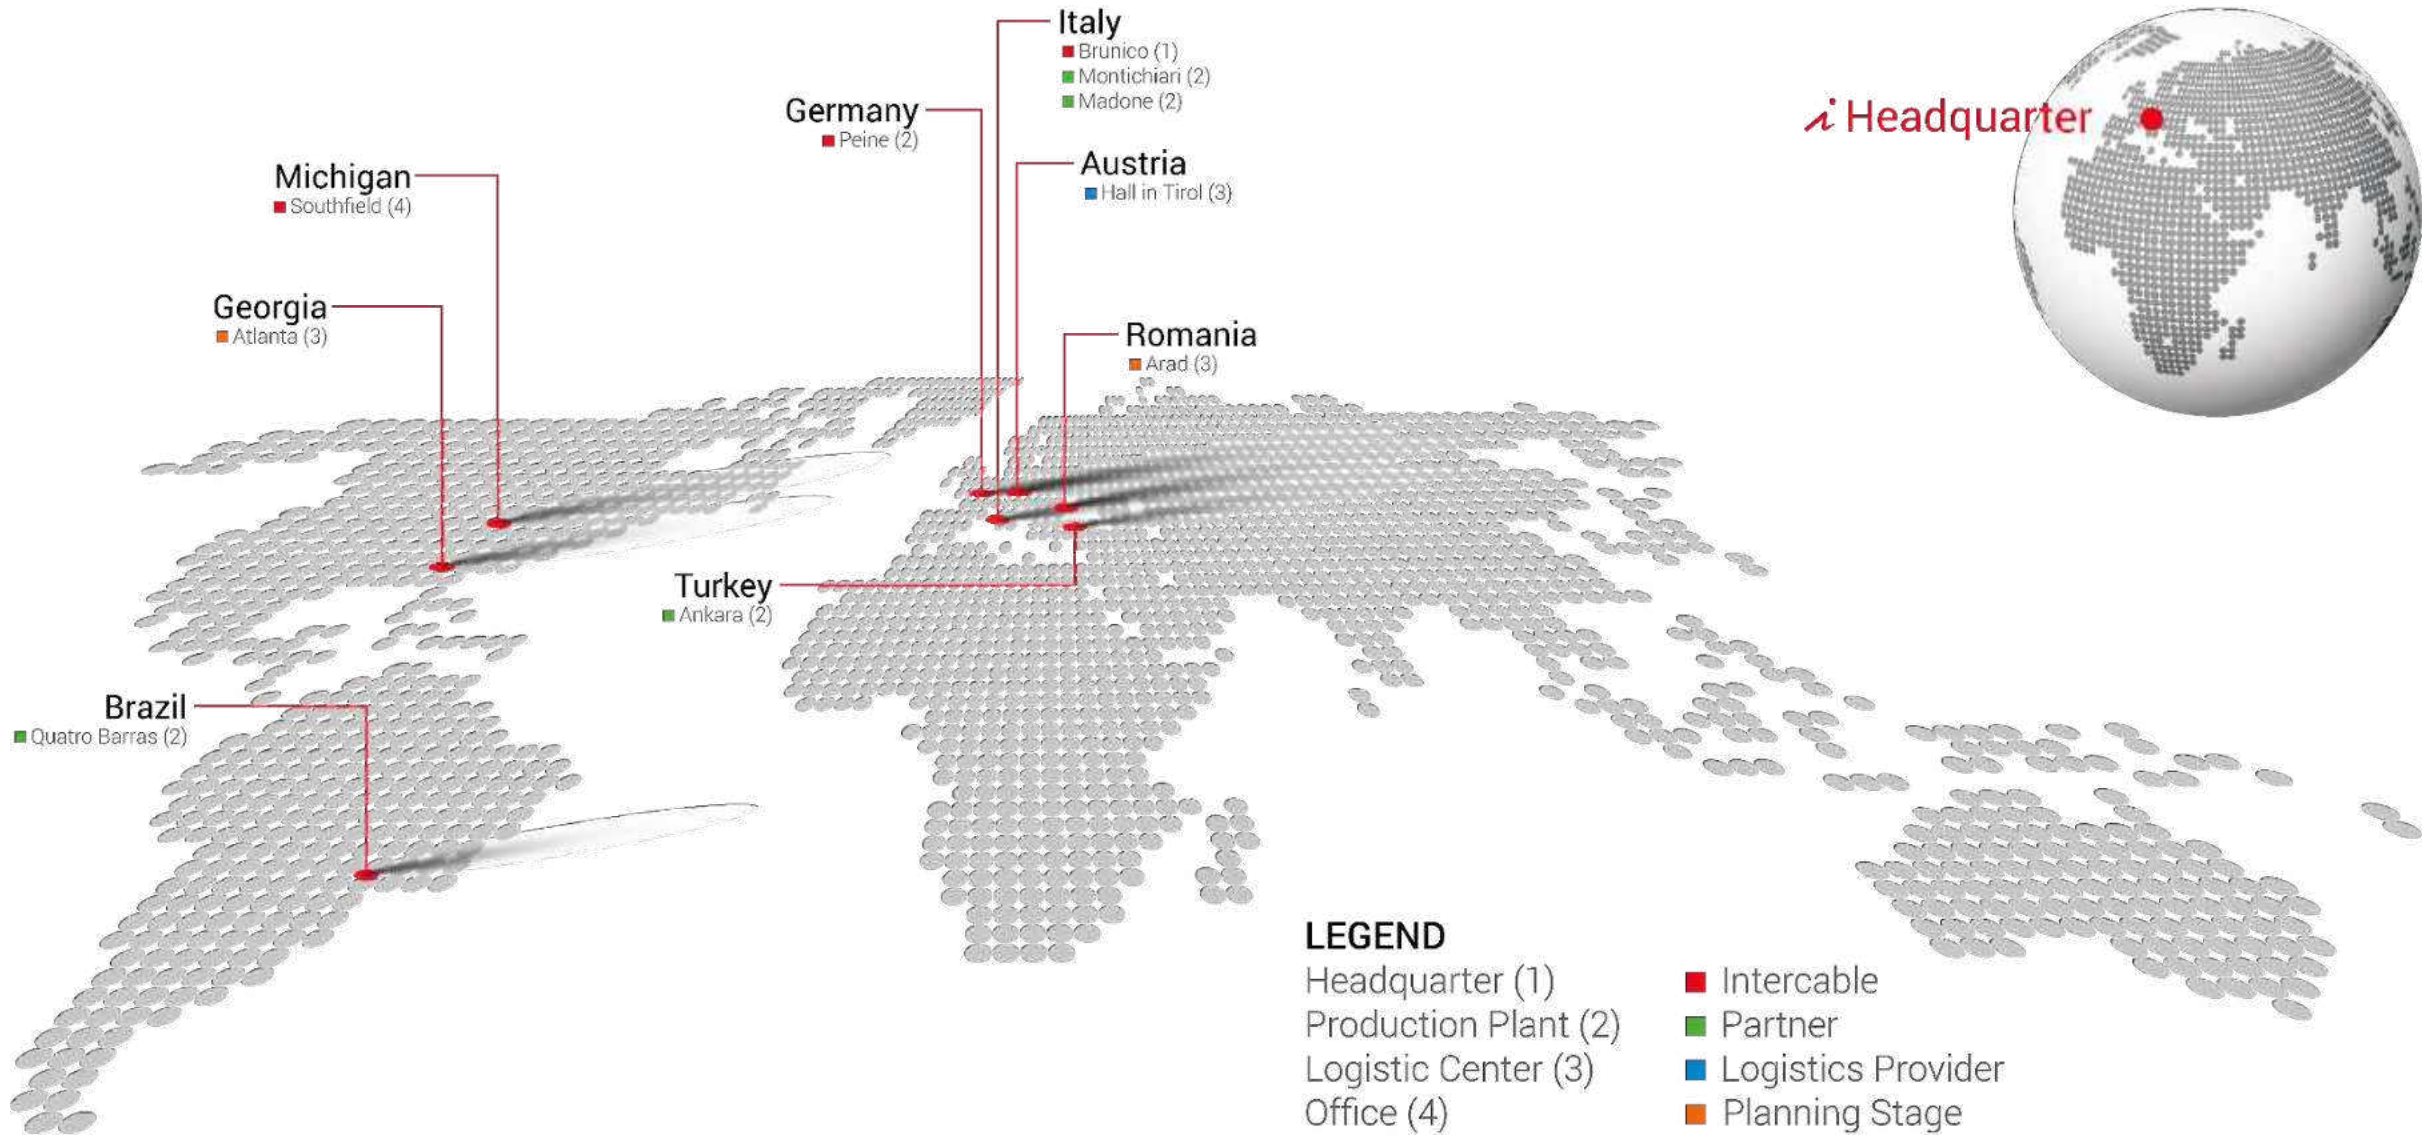 Italy
Brunico (1)
Montichiari (2)
Madone (2)
Germany
Peine (2)
Austria
Hall in Tirol (3)
Michigan
Southfield (4)
Georgia
Atlanta (3)
Romania
Arad (3)
Turkey
Ankara (2)
Brazil
Quatro Barras (2)
i Headquarter
LEGEND
Headquarter (1)
Production Plant (2)
Logistic Center (3)
Office (4)
Intercable
Partner
Logistics Provider
Planning Stage